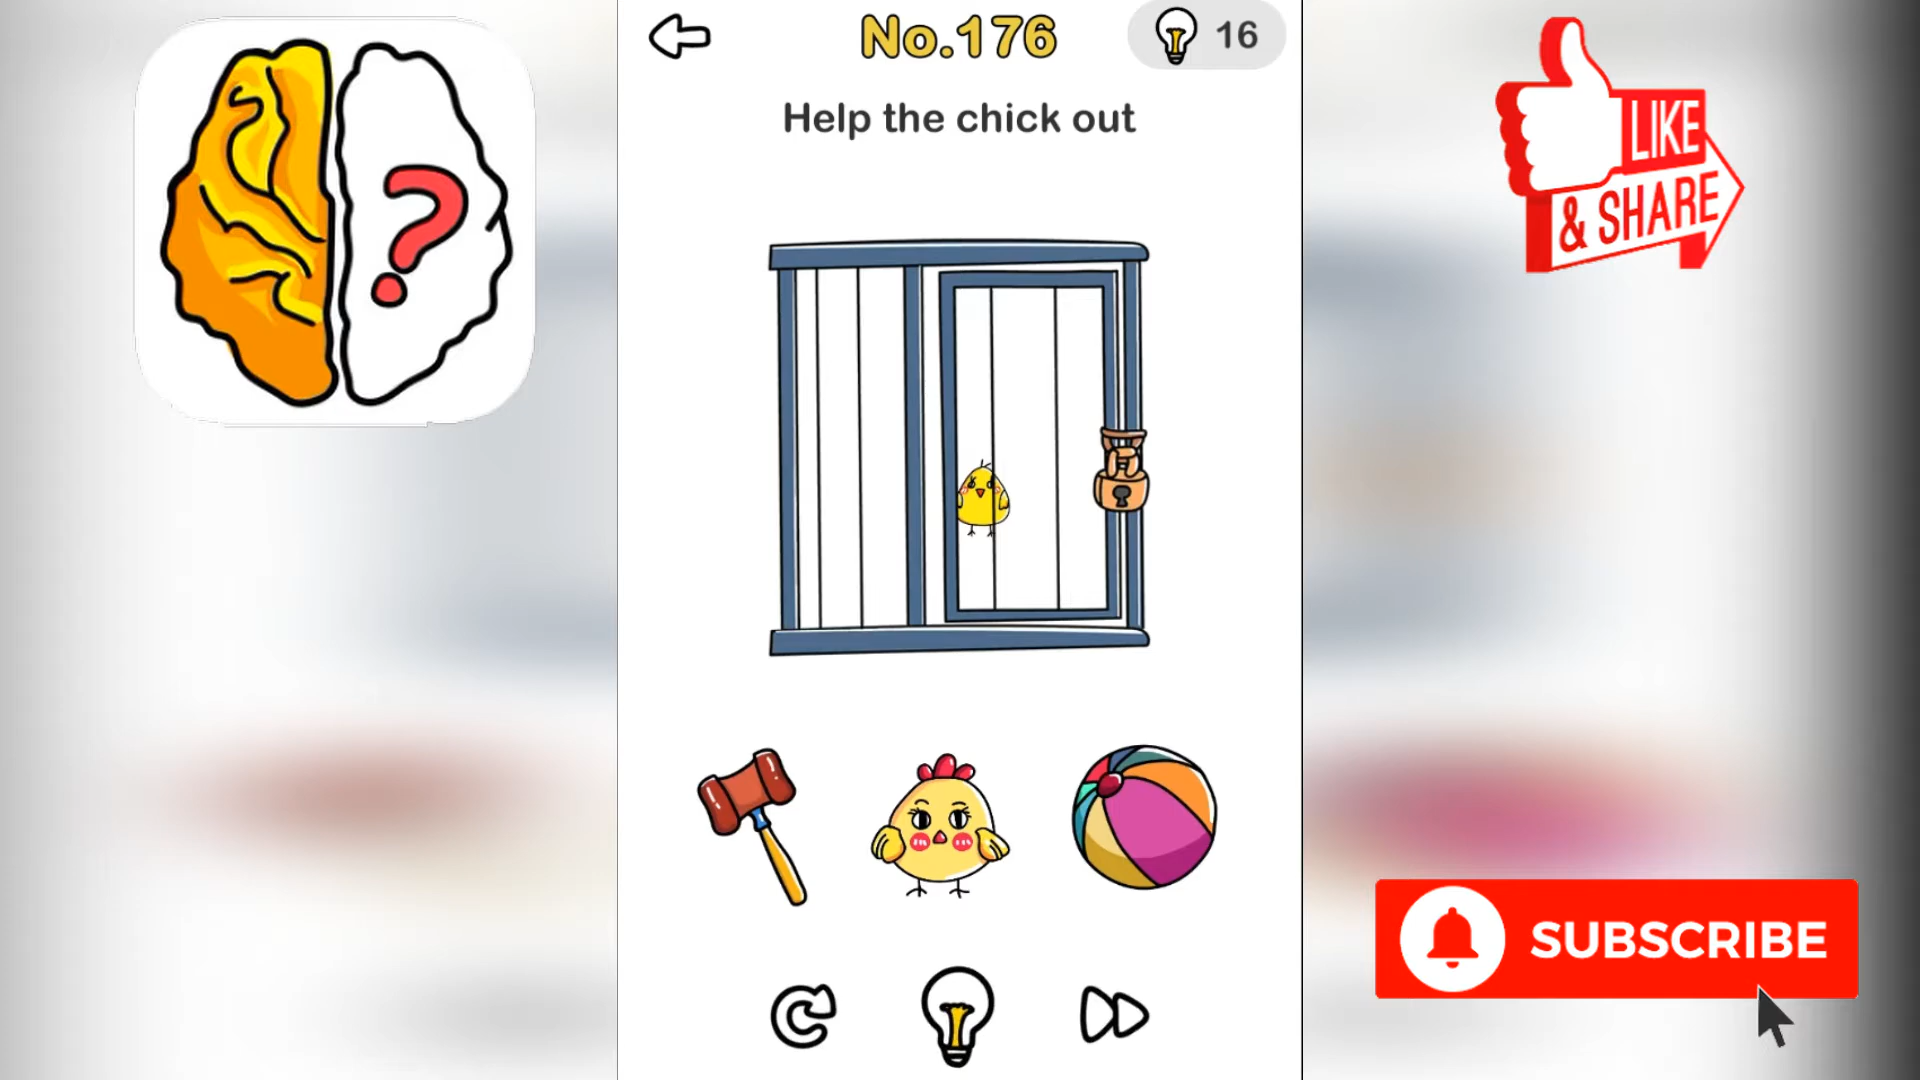 No.176
16
Help the chick out
LIKE
& SHARE
SUBSCRIBE